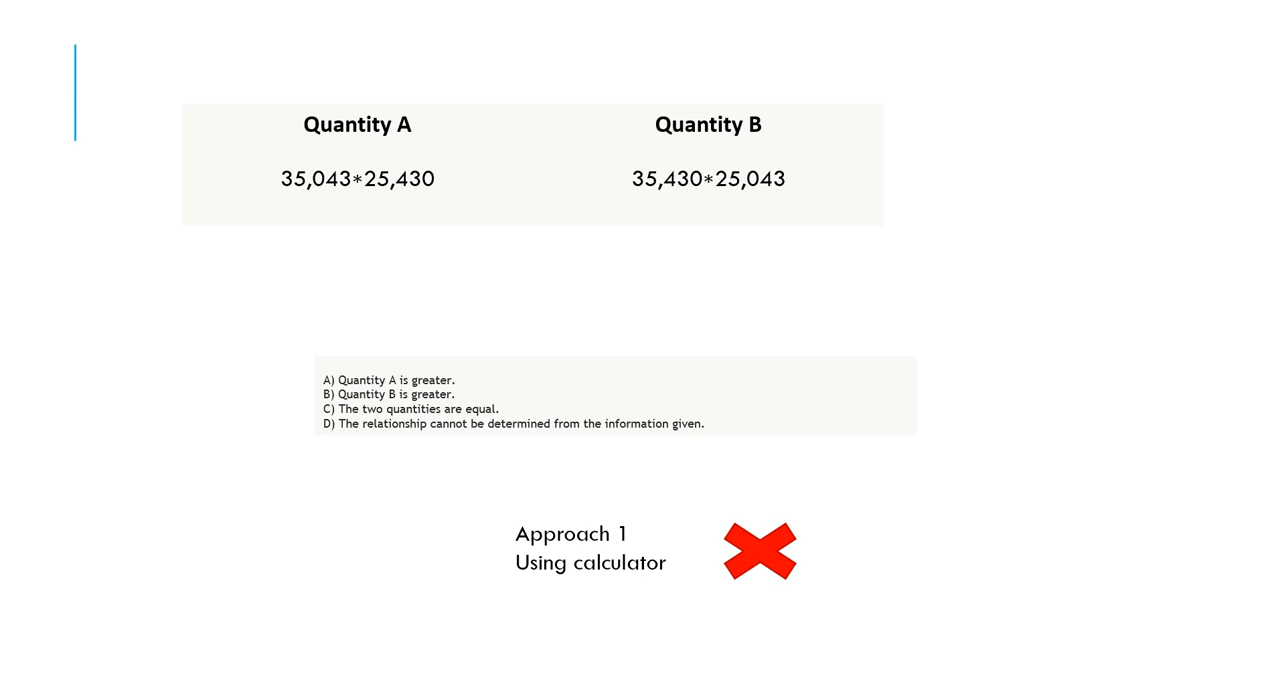 Quantity A Quantity B
35,043*25,430 35,430*25,043
A) Quantity A is greater.
B) Quantity B is greater.
C) The two quantities are equal.
D) The relationship cannot be determined from the information given.
Approach 1
Using calculator